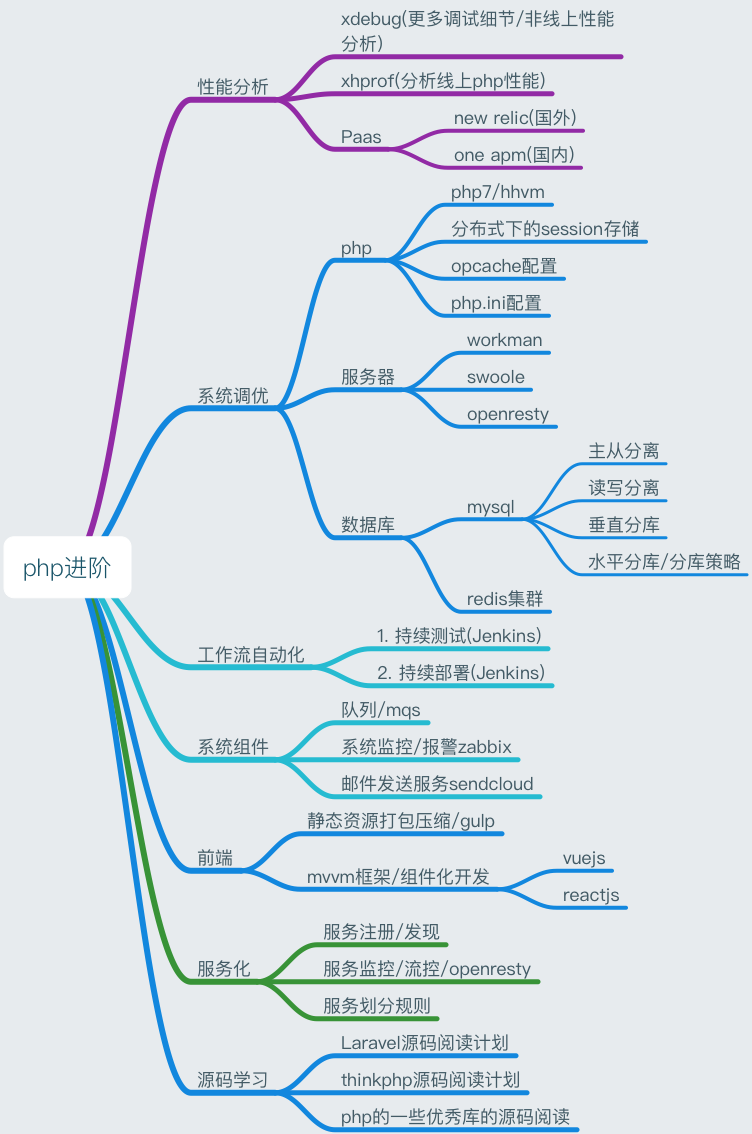 php进阶
性能分析
xdebug(更多调试细节/非线上性能
分析)
xhprof(分析线上php性能)
Paas
new relic(国外)
one apm(国内)
系统调优
php
php7/hhvm
分布式下的session存储
opcache配置
php.ini配置
服务器
workman
swoole
openresty
数据库
mysql
主从分离
读写分离
垂直分库
水平分库/分库策略
redis集群
工作流自动化
1. 持续测试(Jenkins)
2. 持续部署(Jenkins)
系统组件
队列/mqs
系统监控/报警zabbix
邮件发送服务sendcloud
前端
静态资源打包压缩/gulp
mvvm框架/组件化开发
vuejs
reactjs
服务化
服务注册/发现
服务监控/流控/openresty
服务划分规则
源码学习
Laravel源码阅读计划
thinkphp源码阅读计划
php的一些优秀库的源码阅读